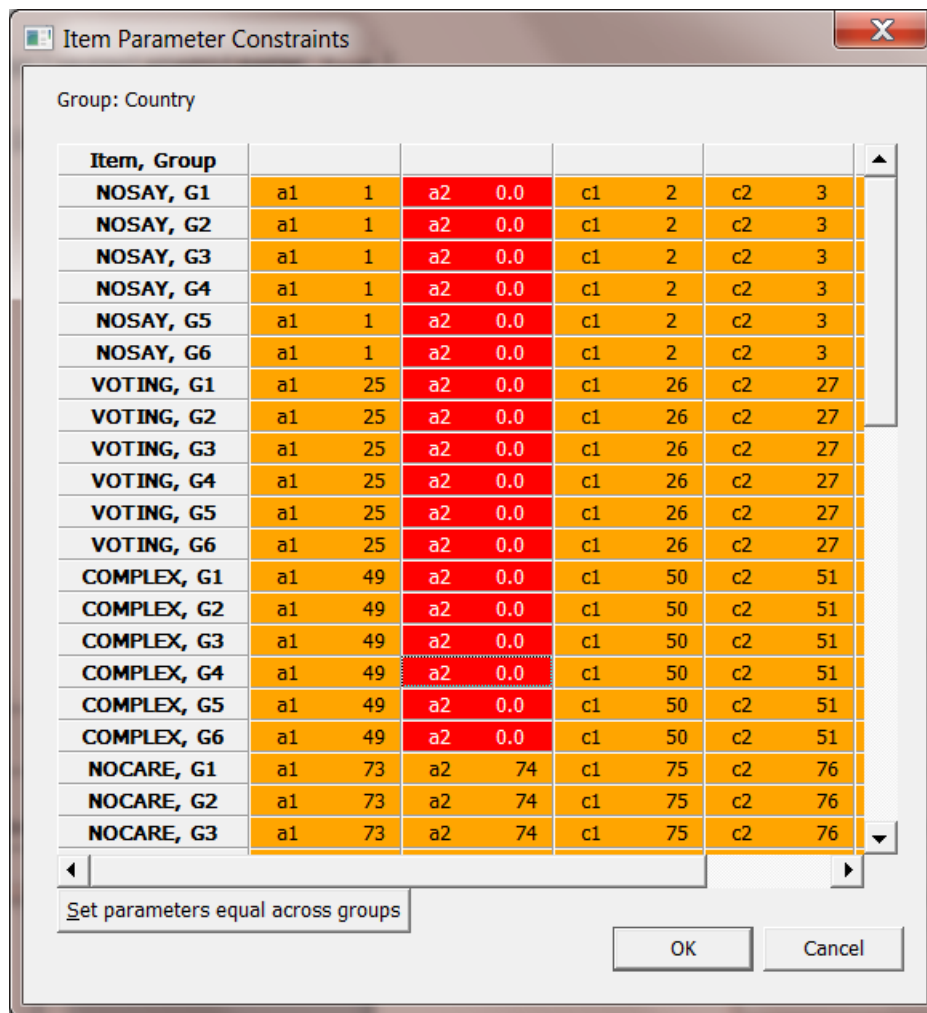 Item Parameter Constraints
X
Group: Country
Item, Group
NOSAY, G1 a1 1 a2 0.0 c1 2 c2 3
NOSAY, G2 a1 1 a2 0.0 c1 2 c2 3
NOSAY, G3 a1 1 a2 0.0 c1 2 c2 3
NOSAY, G4 a1 1 a2 0.0 c1 2 c2 3
NOSAY, G5 a1 1 a2 0.0 c1 2 c2 3
NOSAY, G6 a1 1 a2 0.0 c1 2 c2 3
VOTING, G1 a1 25 a2 0.0 c1 26 c2 27
VOTING, G2 a1 25 a2 0.0 c1 26 c2 27
VOTING, G3 a1 25 a2 0.0 c1 26 c2 27
VOTING, G4 a1 25 a2 0.0 c1 26 c2 27
VOTING, G5 a1 25 a2 0.0 c1 26 c2 27
VOTING, G6 a1 25 a2 0.0 c1 26 c2 27
COMPLEX, G1 a1 49 a2 0.0 c1 50 c2 51
COMPLEX, G2 a1 49 a2 0.0 c1 50 c2 51
COMPLEX, G3 a1 49 a2 0.0 c1 50 c2 51
COMPLEX, G4 a1 49 a2 0.0 c1 50 c2 51
COMPLEX, G5 a1 49 a2 0.0 c1 50 c2 51
COMPLEX, G6 a1 49 a2 0.0 c1 50 c2 51
NOCARE, G1 a1 73 a2 74 c1 75 c2 76
NOCARE, G2 a1 73 a2 74 c1 75 c2 76
NOCARE, G3 a1 73 a2 74 c1 75 c2 76
Set parameters equal across groups
OK Cancel